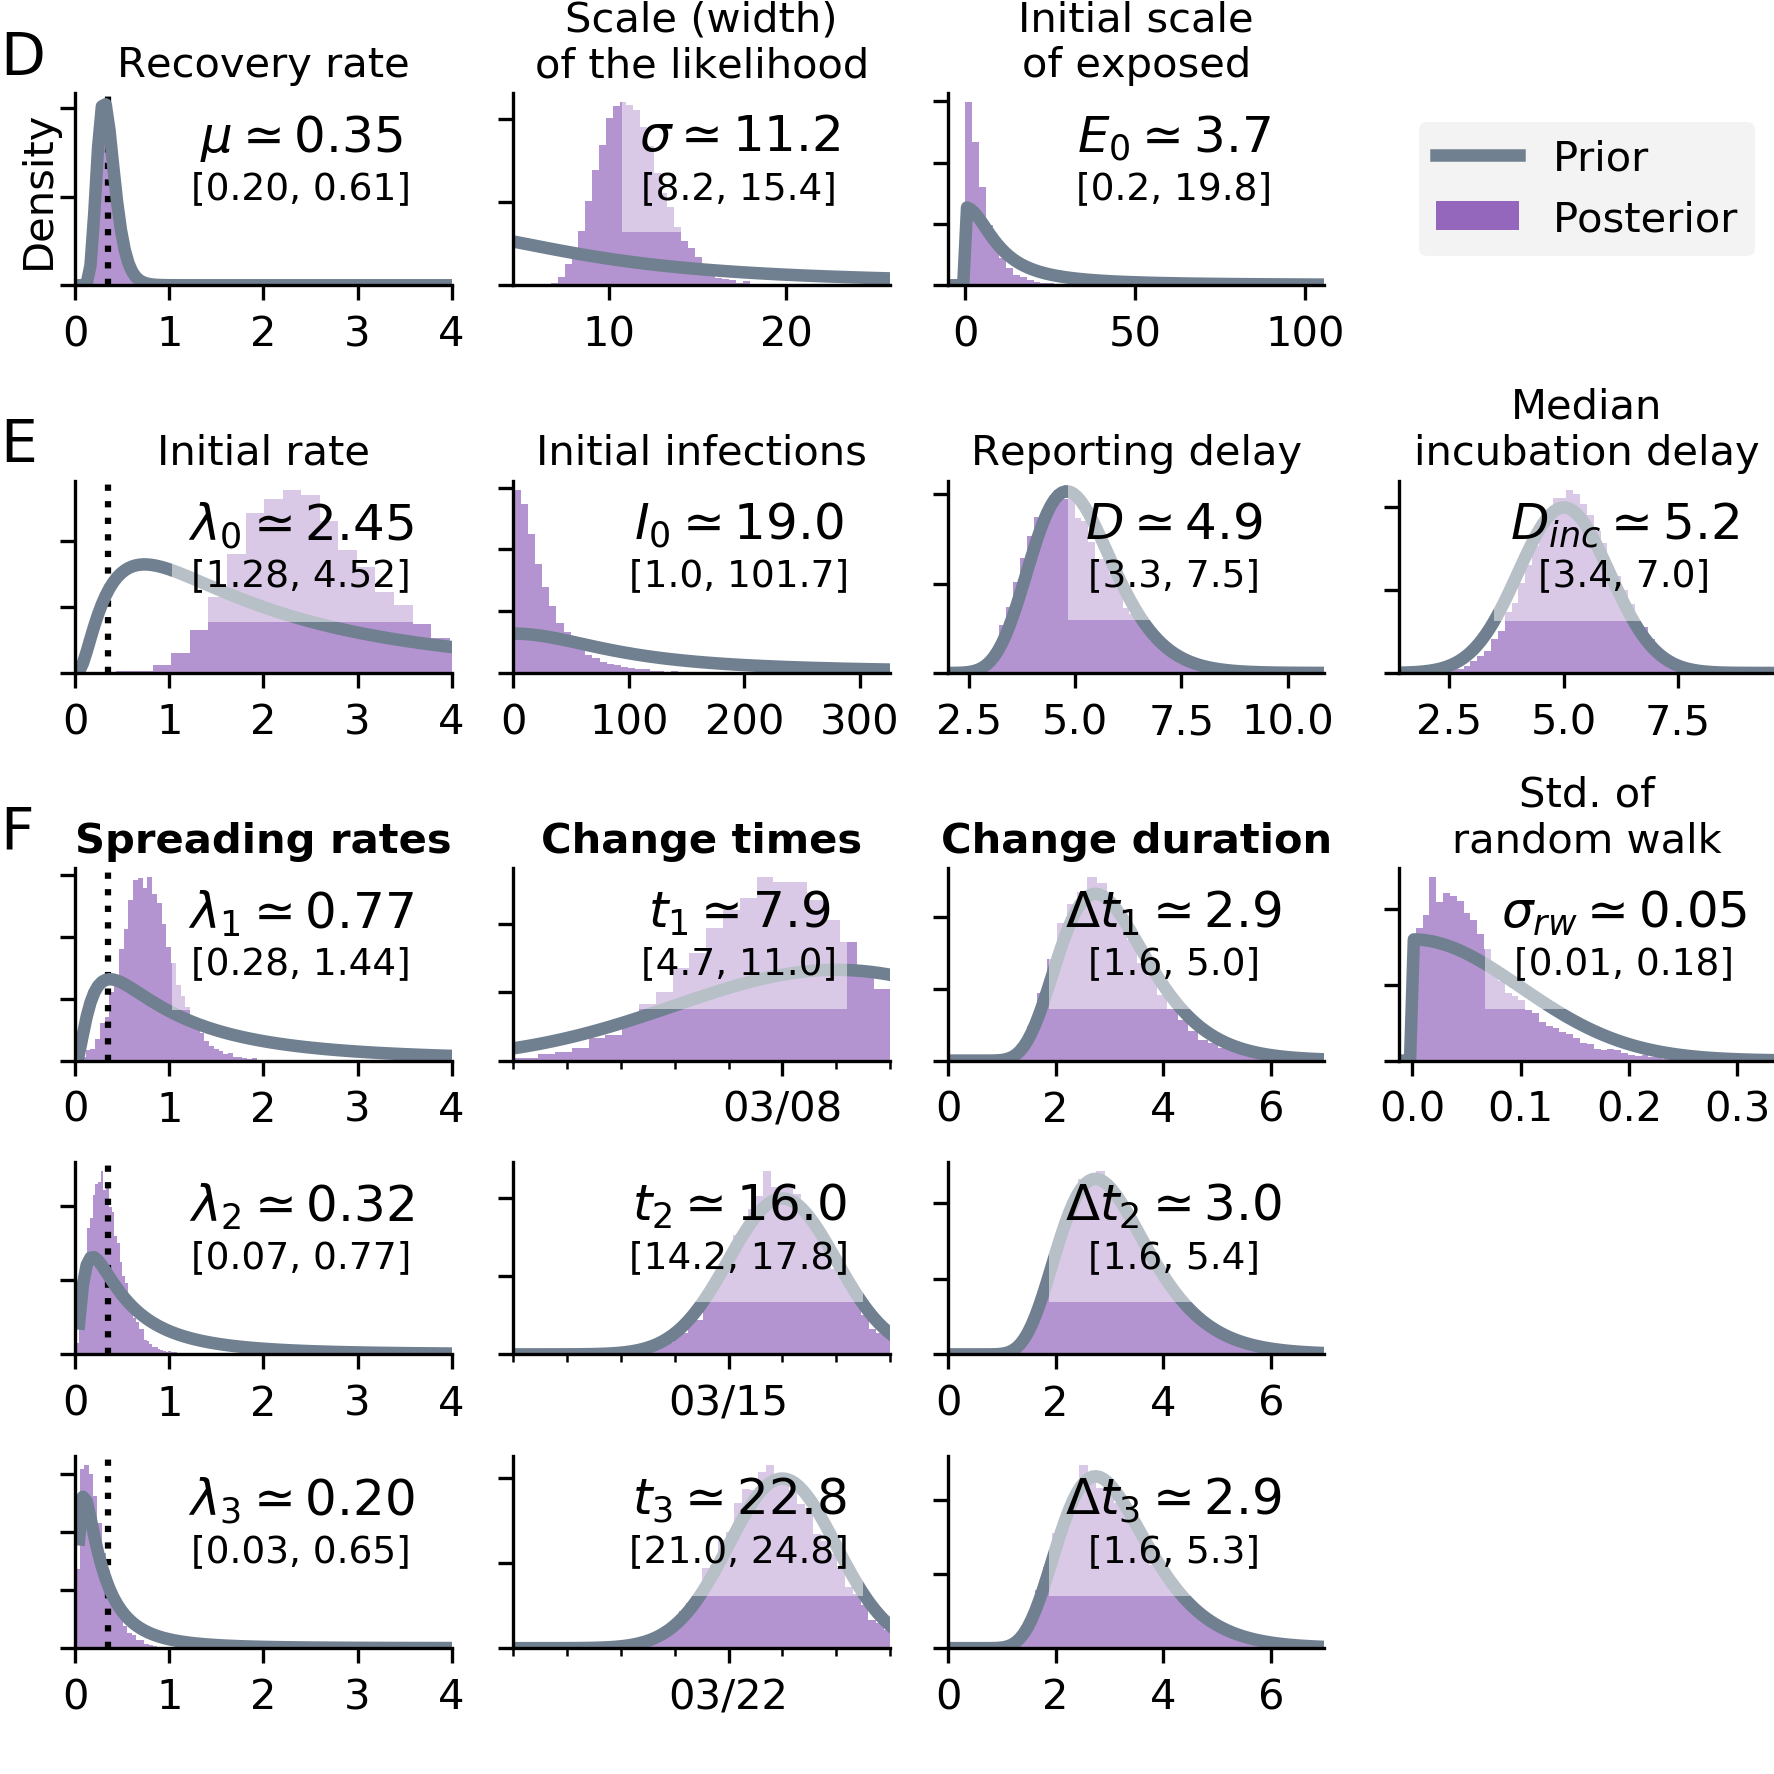 D
Recovery rate
Scale (width)
of the likelihood
Initial scale
of exposed
Density
μ ≃ 0.35
[0.20, 0.61]
σ ≃ 11.2
[8.2, 15.4]
E₀ ≃ 3.7
[0.2, 19.8]
Prior
Posterior
0 1 2 3 4
10 20
0 50 100
E
Initial rate
Initial infections
Reporting delay
Median
incubation delay
λ₀ ≃ 2.45
[1.28, 4.52]
I₀ ≃ 19.0
[1.0, 101.7]
D ≃ 4.9
[3.3, 7.5]
D_inc ≃ 5.2
[3.4, 7.0]
0 1 2 3 4
0 100 200 300
2.5 5.0 7.5 10.0
2.5 5.0 7.5
F
Spreading rates
Change times
Change duration
Std. of
random walk
λ₁ ≃ 0.77
[0.28, 1.44]
t₁ ≃ 7.9
[4.7, 11.0]
Δt₁ ≃ 2.9
[1.6, 5.0]
σ_rw ≃ 0.05
[0.01, 0.18]
0 1 2 3 4
03/08
0 2 4 6
0.0 0.1 0.2 0.3
λ₂ ≃ 0.32
[0.07, 0.77]
t₂ ≃ 16.0
[14.2, 17.8]
Δt₂ ≃ 3.0
[1.6, 5.4]
0 1 2 3 4
03/15
0 2 4 6
λ₃ ≃ 0.20
[0.03, 0.65]
t₃ ≃ 22.8
[21.0, 24.8]
Δt₃ ≃ 2.9
[1.6, 5.3]
0 1 2 3 4
03/22
0 2 4 6